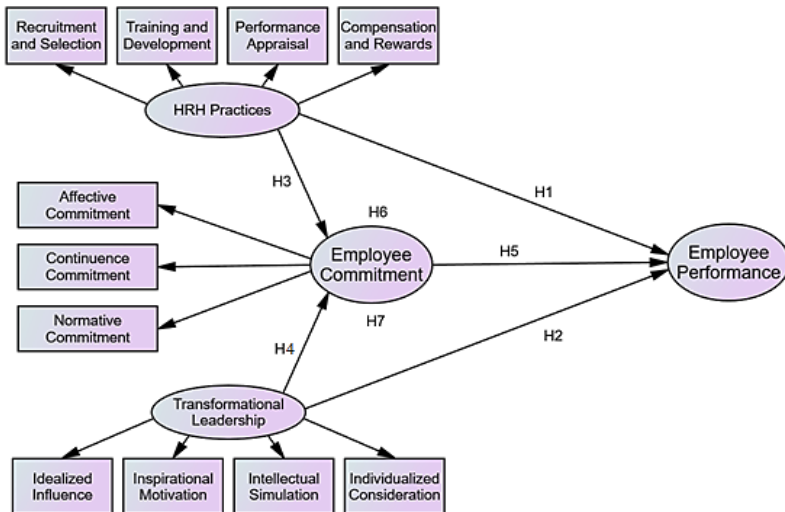 Recruitment
and Selection
Training and
Development
Performance
Appraisal
Compensation
and Rewards
HRH Practices
H3
H1
Affective
Commitment
H6
Continuence
Commitment
Employee
Commitment
H5
Employee
Performance
Normative
Commitment
H7
H4
H2
Transformational
Leadership
Idealized
Influence
Inspirational
Motivation
Intellectual
Simulation
Individualized
Consideration